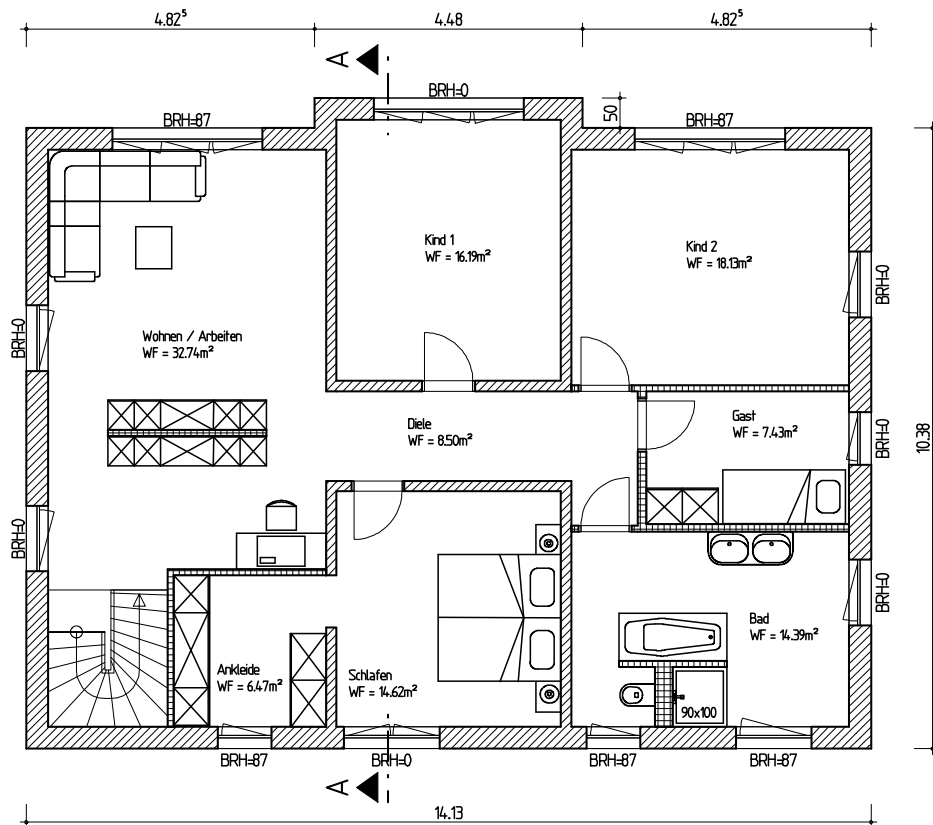 4.82⁵
4.48
4.82⁵
A
BRH=0
50
BRH=87
BRH=87
Kind 1
WF = 16.19m²
Kind 2
WF = 18.13m²
BRH=0
BRH=0
Wohnen / Arbeiten
WF = 32.74m²
Diele
WF = 8.50m²
Gast
WF = 7.43m²
BRH=0
10.38
BRH=0
BRH=0
Bad
WF = 14.39m²
Ankleide
WF = 6.47m²
Schlafen
WF = 14.62m²
90x100
BRH=87
BRH=0
BRH=87
BRH=87
A
14.13